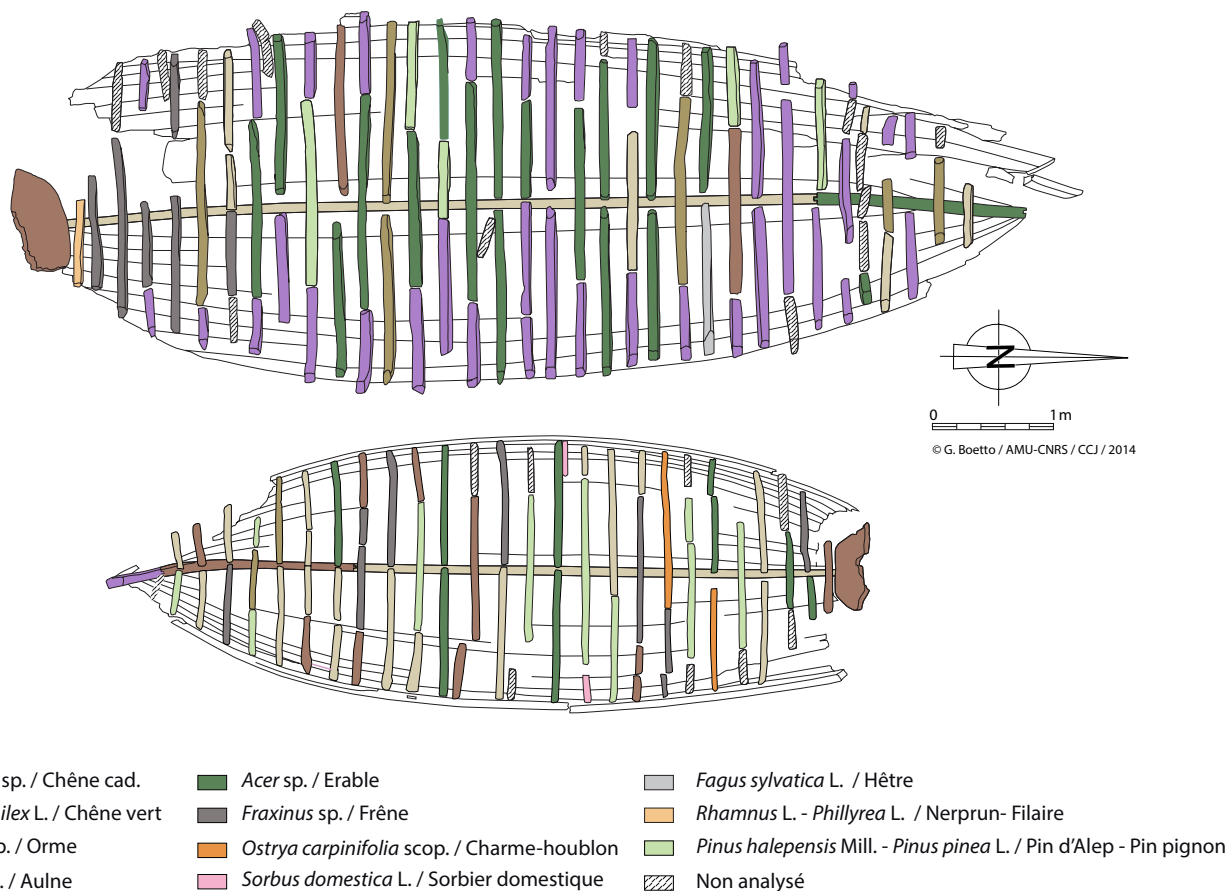 N
0 1 m
© G. Boetto / AMU-CNRS / CCJ / 2014
sp. / Chêne cad.
ilex L. / Chêne vert
p. / Orme
. / Aulne
Acer sp. / Erable
Fraxinus sp. / Frêne
Ostrya carpinifolia scop. / Charme-houblon
Sorbus domestica L. / Sorbier domestique
Fagus sylvatica L. / Hêtre
Rhamnus L. - Phillyrea L. / Nerprun- Filaire
Pinus halepensis Mill. - Pinus pinea L. / Pin d'Alep - Pin pignon
Non analysé